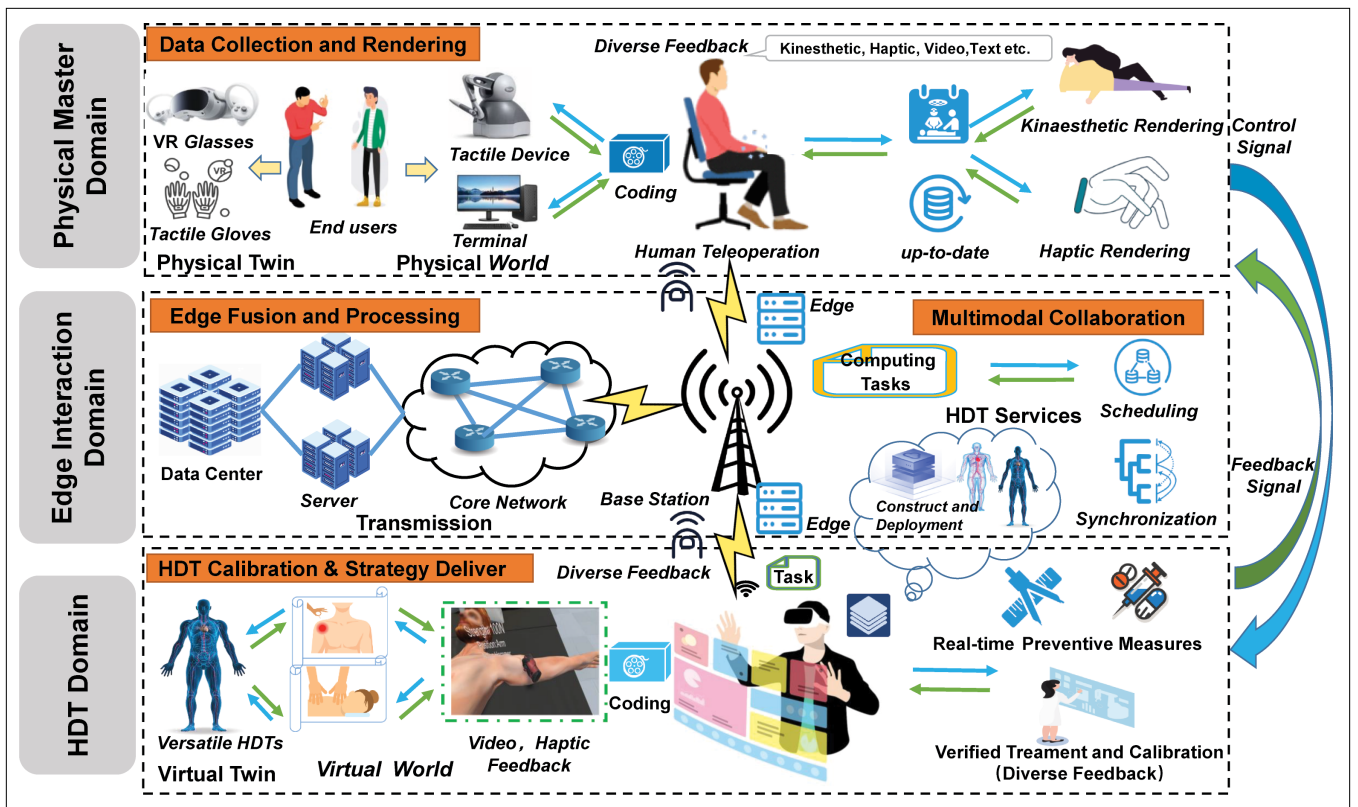 Physical Master
Domain
Data Collection and Rendering
Diverse Feedback
Kinesthetic, Haptic, Video,Text etc.
VR Glasses
VR
Tactile Gloves
End users
Tactile Device
Terminal
Coding
Human Teleoperation
up-to-date
Kinaesthetic Rendering
Haptic Rendering
Physical Twin
Physical World
Control
Signal
Edge Interaction
Domain
Edge Fusion and Processing
Edge
Multimodal Collaboration
Computing
Tasks
HDT Services
Scheduling
Data Center
Server
Core Network
Base Station
Transmission
Edge
Construct and
Deployment
Synchronization
Feedback
Signal
HDT Domain
HDT Calibration & Strategy Deliver
Diverse Feedback
Task
Versatile HDTs
Virtual Twin
Virtual World
Video, Haptic
Feedback
Coding
Real-time Preventive Measures
Verified Treament and Calibration
(Diverse Feedback)